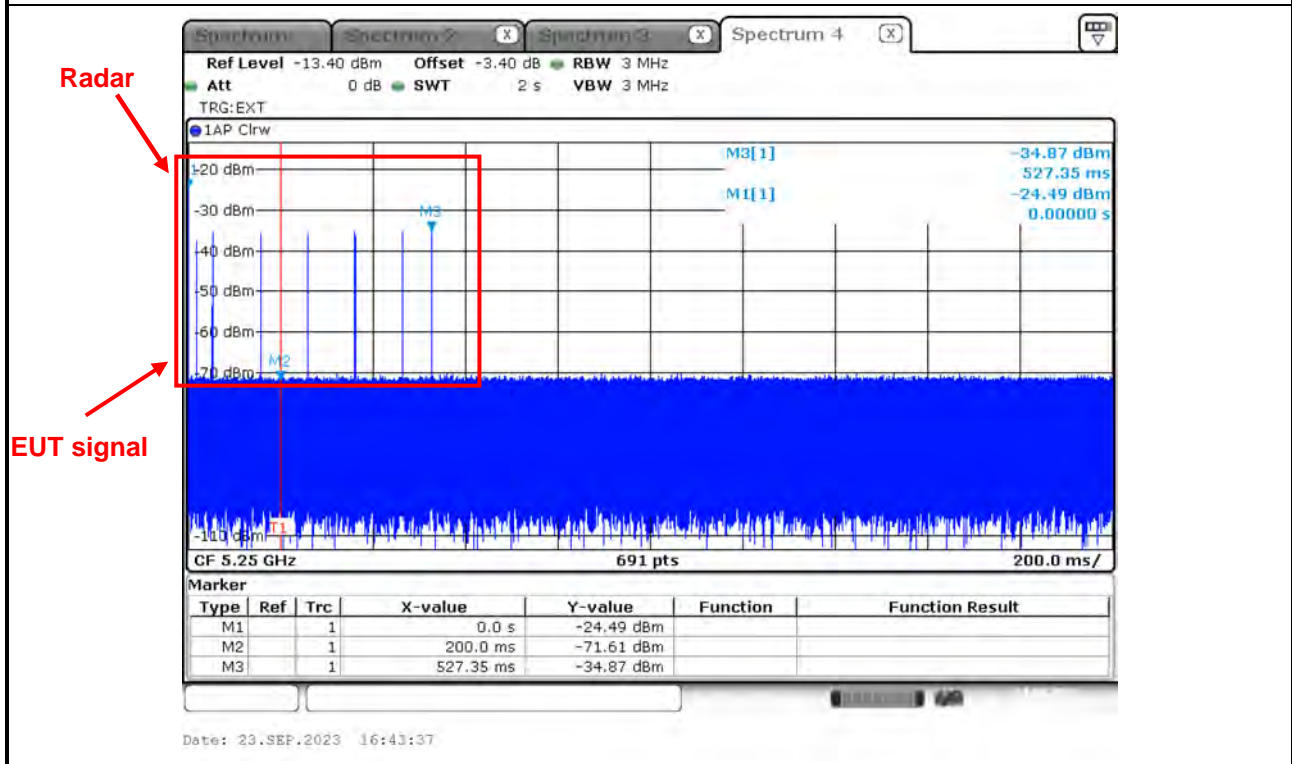 Spectrum 2 X Spectrum 3 X Spectrum 4 X
Ref Level -13.40 dBm Offset -3.40 dB RBW 3 MHz
Att 0 dB SWT 2 s VBW 3 MHz
TRG:EXT
1AP Clrw
Radar
M3[1] -34.87 dBm
527.35 ms
M1[1] -24.49 dBm
0.00000 s
-20 dBm
-30 dBm
M3
-40 dBm
-50 dBm
-60 dBm
M2
-70 dBm
EUT signal
T1
-110 dBm
CF 5.25 GHz 691 pts 200.0 ms/
Marker
Type Ref Trc X-value Y-value Function Function Result
M1 1 0.0 s -24.49 dBm
M2 1 200.0 ms -71.61 dBm
M3 1 527.35 ms -34.87 dBm
Date: 23.SEP.2023 16:43:37